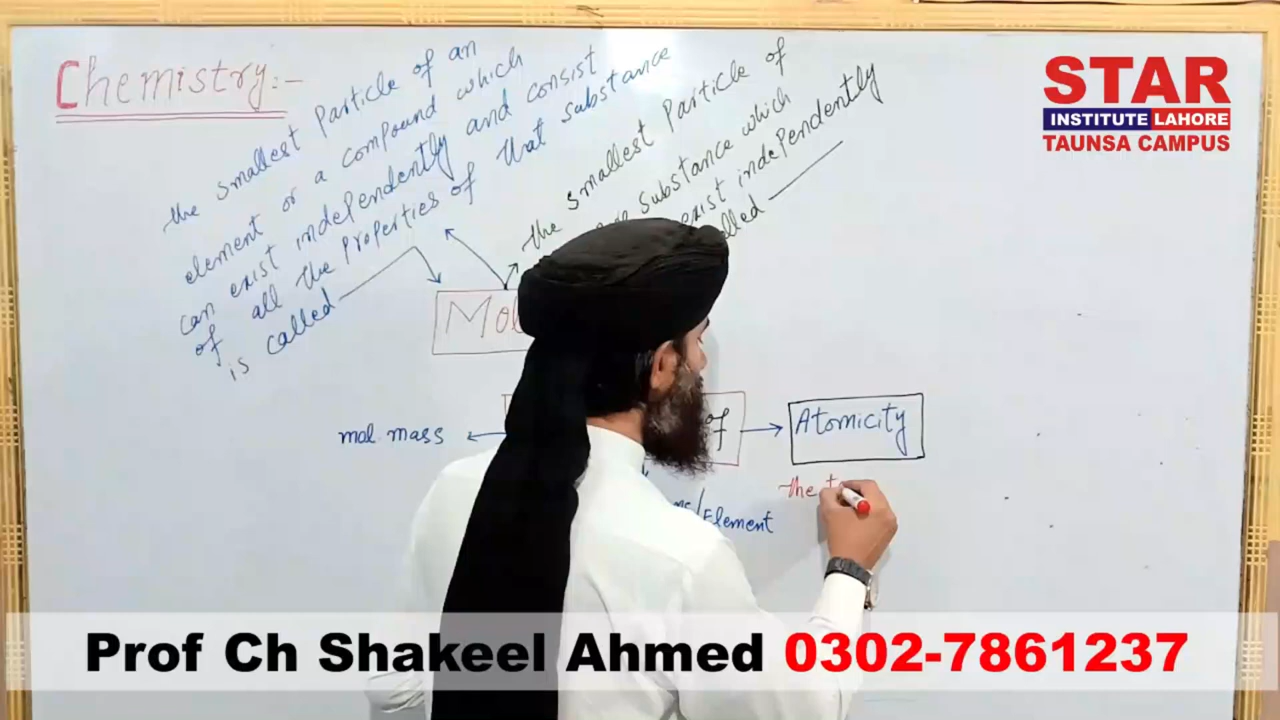 Chemistry:-
the smallest Particle of an
element or a compound which
can exist independently and consist
of all the Properties of that substance
is called
the smallest Particle of
substance which
exist independently
Mol
mol mass
of
Atomicity
the t
/Element
STAR
INSTITUTE LAHORE
TAUNSA CAMPUS
Prof Ch Shakeel Ahmed 0302-7861237